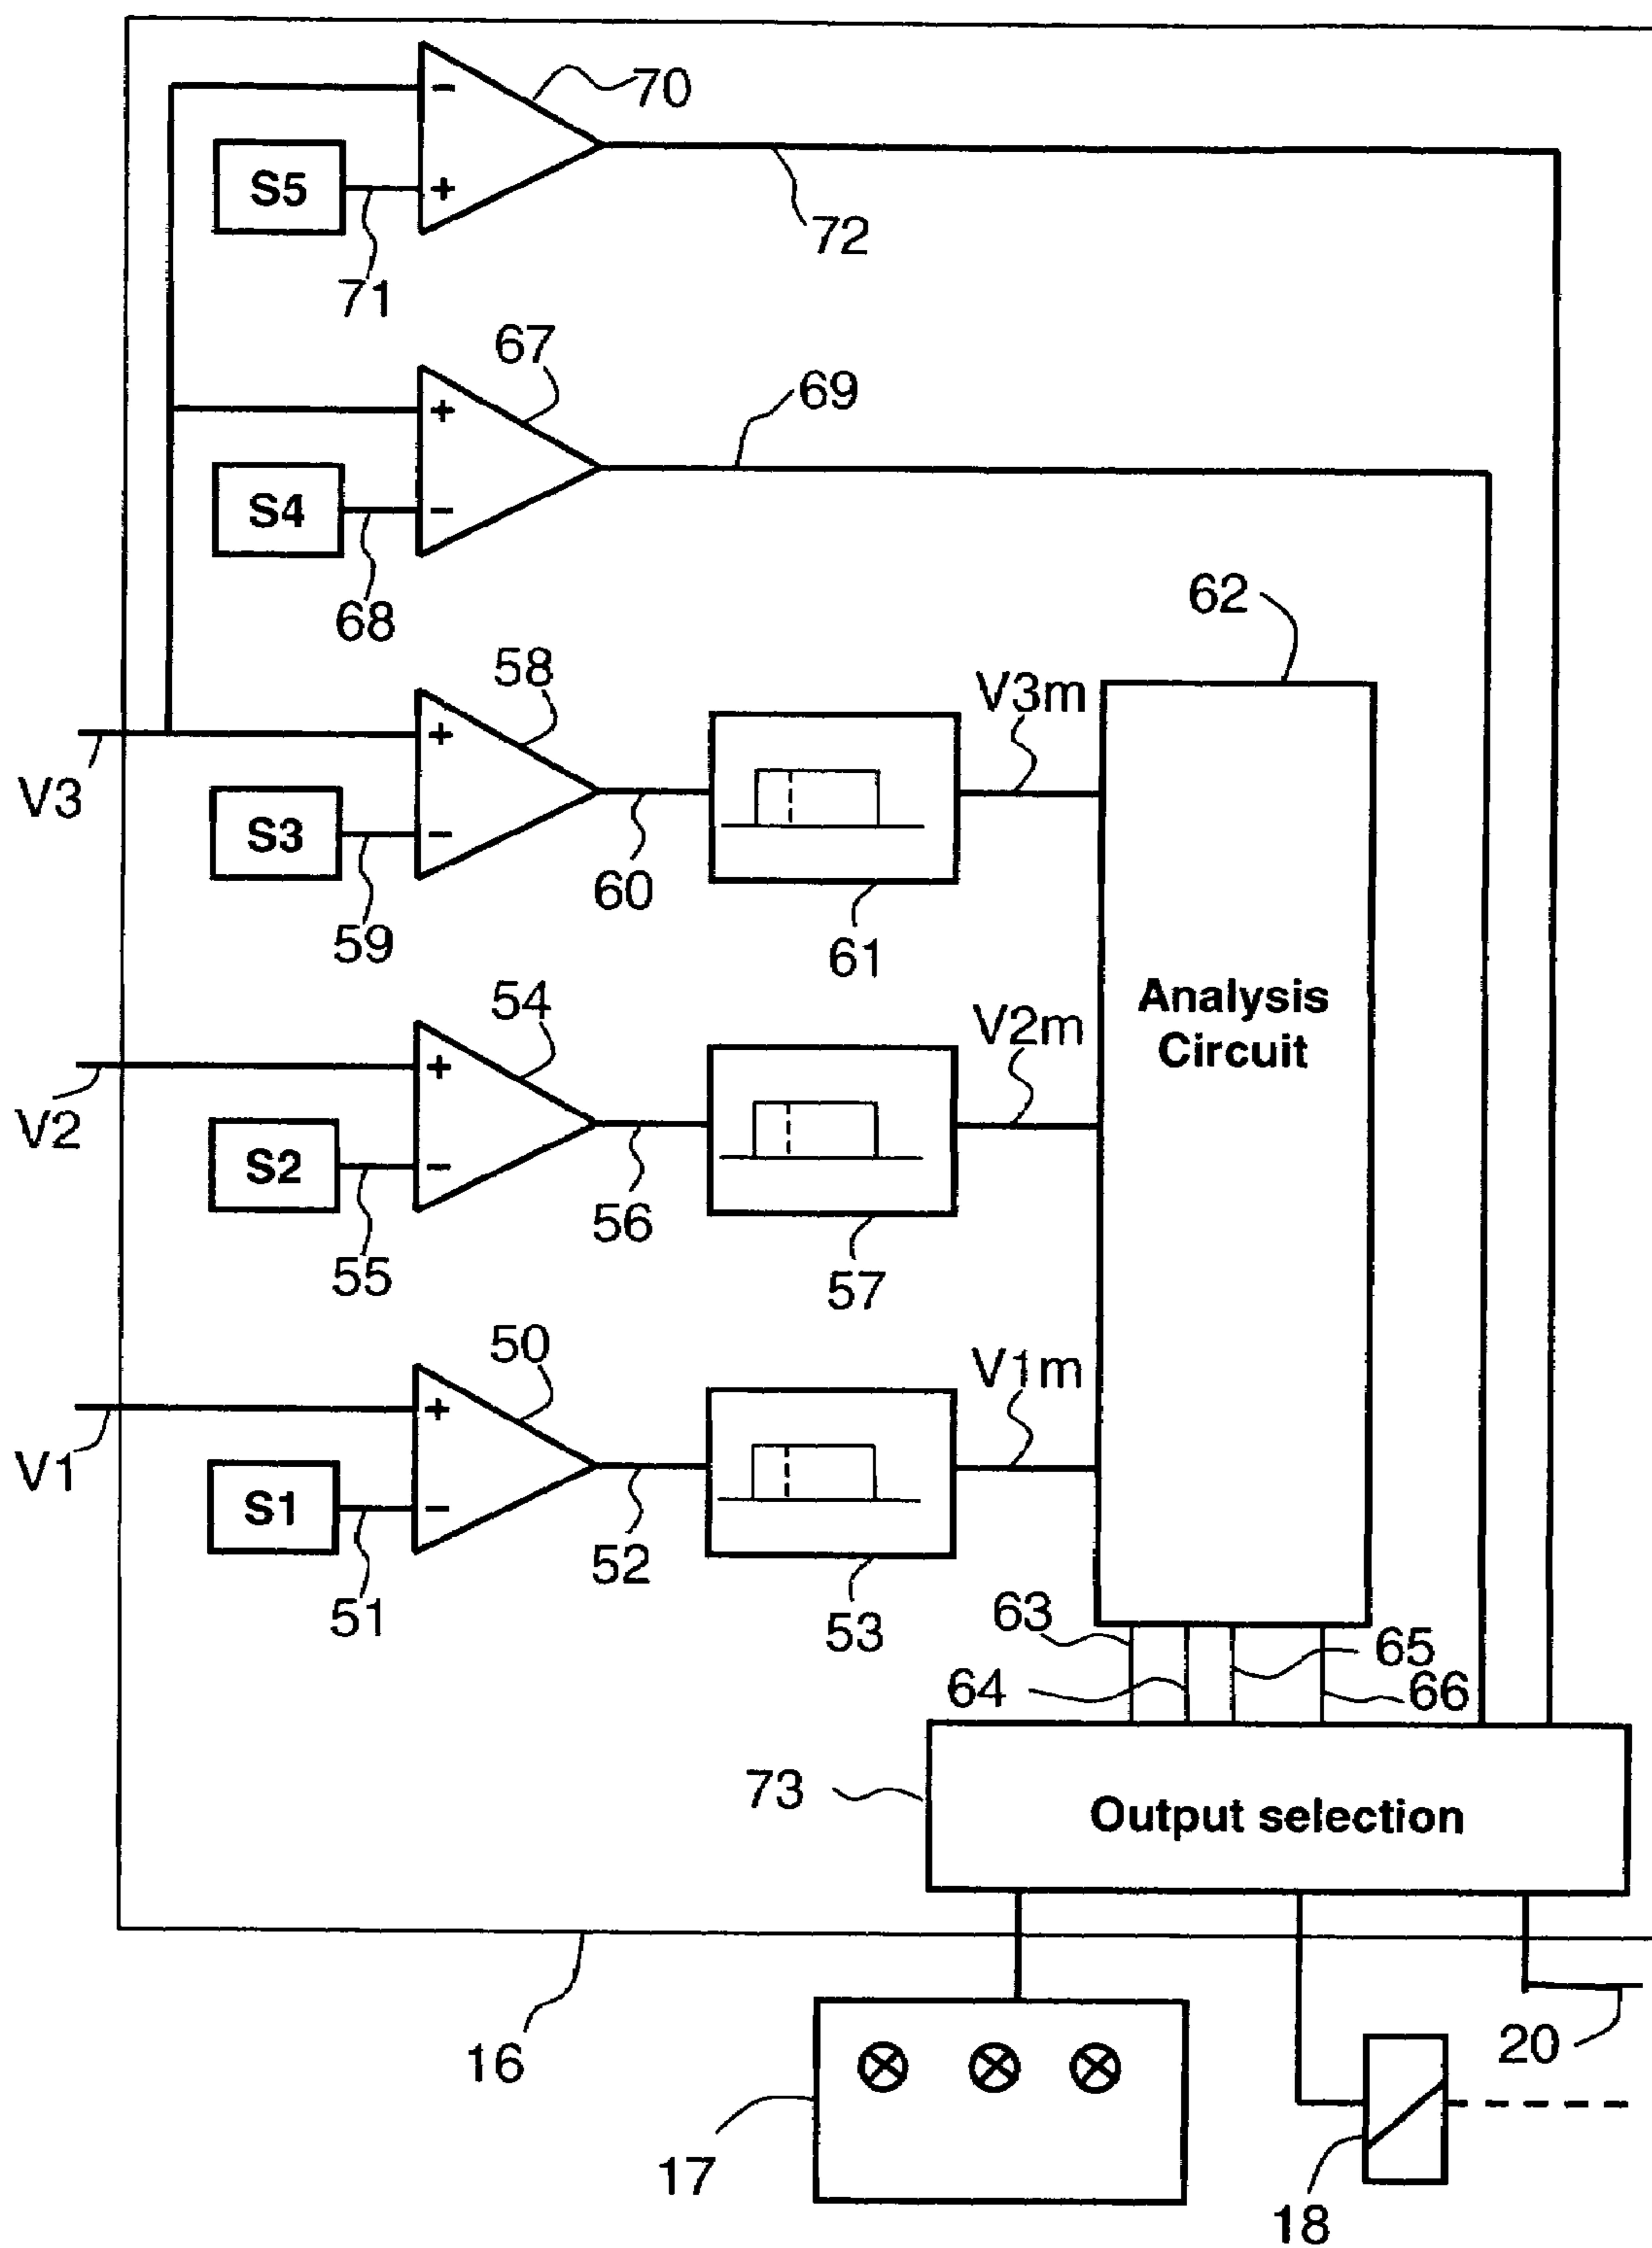 70
−
S5
+
72
71
67
69
+
S4
−
62
68
58
V3m
+
V3
S3
−
60
59
61
54
V2m
Analysis
Circuit
+
V2
S2
−
56
55
57
50
V1m
+
V1
S1
−
52
51
53
63
65
64
66
73
Output selection
20
16
17
18